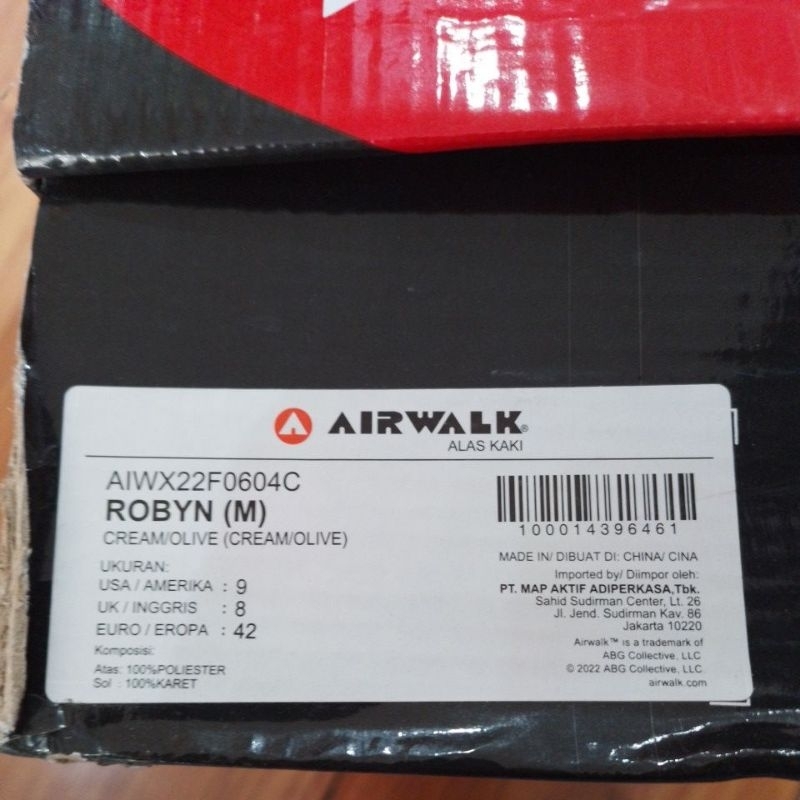 AIRWALK®
ALAS KAKI
AIWX22F0604C
ROBYN (M)
CREAM/OLIVE (CREAM/OLIVE)
UKURAN:
USA / AMERIKA : 9
UK / INGGRIS : 8
EURO / EROPA : 42
Komposisi:
Atas: 100%POLIESTER
Sol : 100%KARET
100014396461
MADE IN/ DIBUAT DI: CHINA/ CINA
Imported by/ Diimpor oleh:
PT. MAP AKTIF ADIPERKASA,Tbk.
Sahid Sudirman Center, Lt. 26
Jl. Jend. Sudirman Kav. 86
Jakarta 10220
Airwalk™ is a trademark of
ABG Collective, LLC
© 2022 ABG Collective, LLC.
airwalk.com